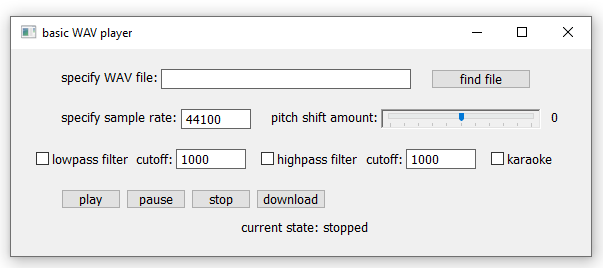 basic WAV player
specify WAV file: find file
specify sample rate: 44100 pitch shift amount: 0
lowpass filter cutoff: 1000 highpass filter cutoff: 1000 karaoke
play pause stop download
current state: stopped